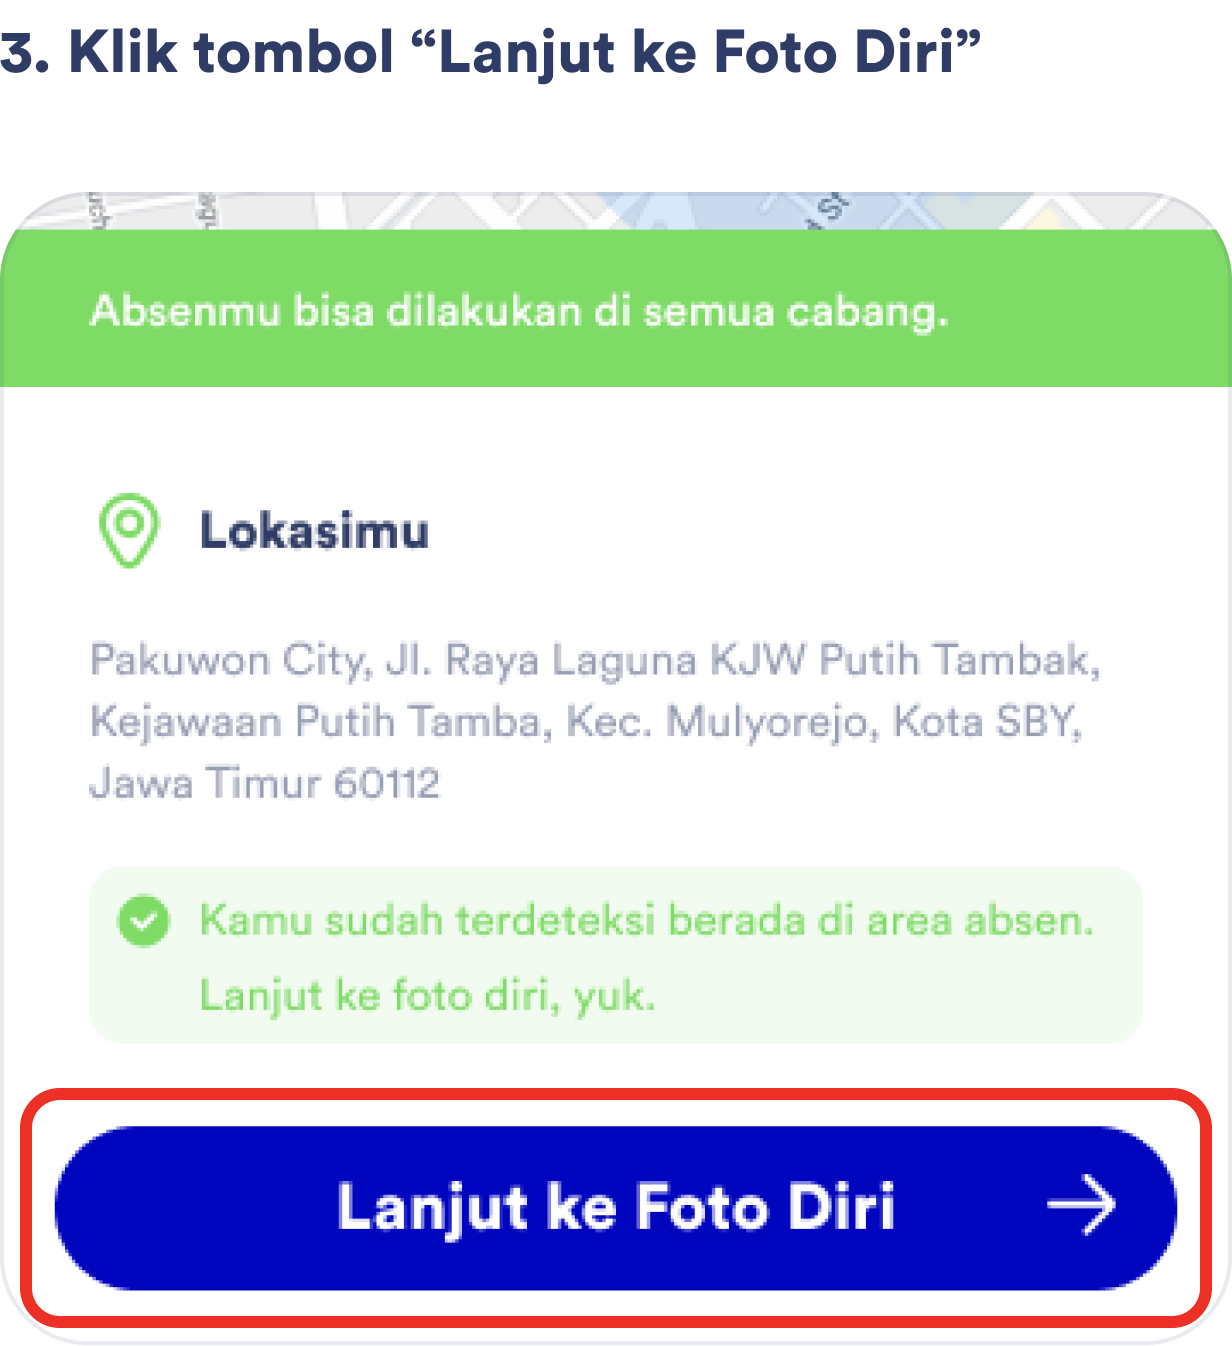 3. Klik tombol “Lanjut ke Foto Diri”
Absenmu bisa dilakukan di semua cabang.
Lokasimu
Pakuwon City, Jl. Raya Laguna KJW Putih Tambak,
Kejawaan Putih Tamba, Kec. Mulyorejo, Kota SBY,
Jawa Timur 60112
Kamu sudah terdeteksi berada di area absen.
Lanjut ke foto diri, yuk.
Lanjut ke Foto Diri